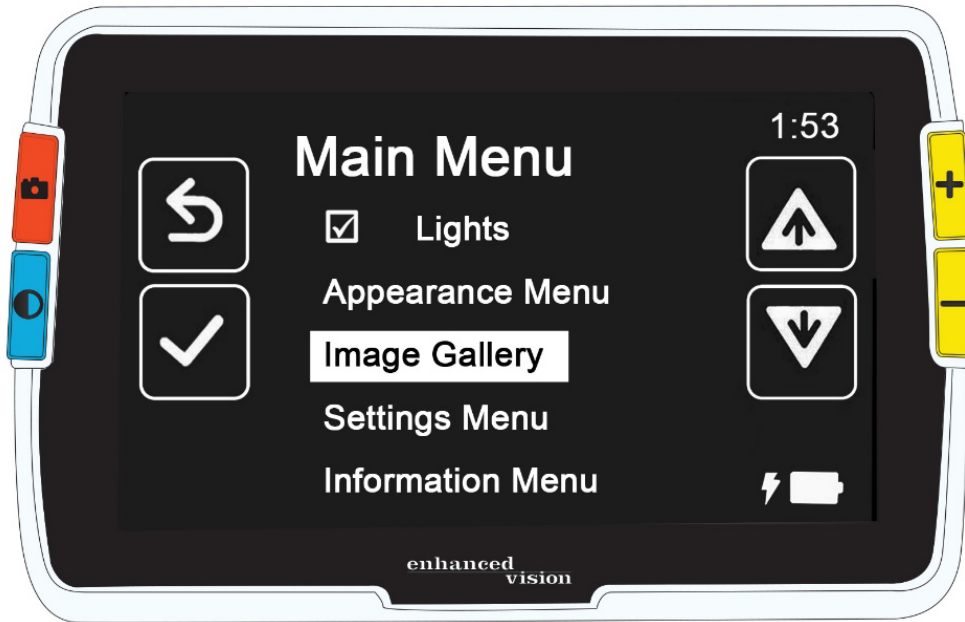 1:53
Main Menu
Lights
Appearance Menu
Image Gallery
Settings Menu
Information Menu
enhanced
vision